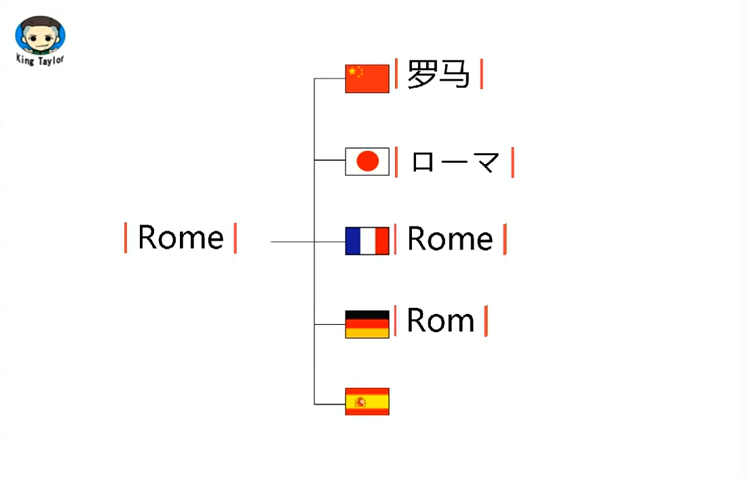 King Taylor
罗马
ローマ
Rome
Rome
Rom